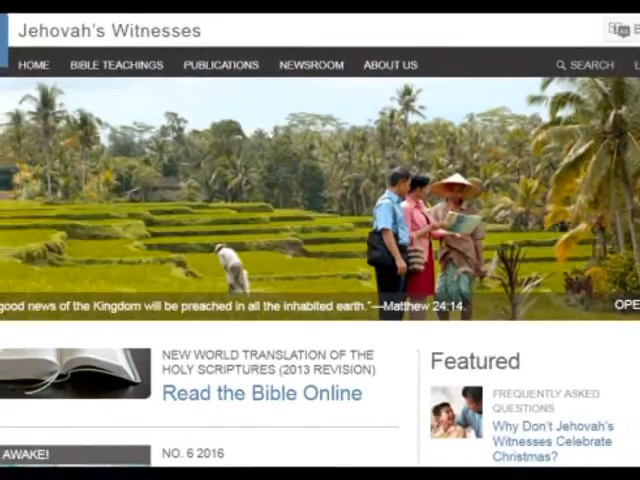 Jehovah's Witnesses
HOME BIBLE TEACHINGS PUBLICATIONS NEWSROOM ABOUT US SEARCH
good news of the Kingdom will be preached in all the inhabited earth."—Matthew 24:14. OPE
NEW WORLD TRANSLATION OF THE
HOLY SCRIPTURES (2013 REVISION)
Read the Bible Online
AWAKE!
NO. 6 2016
Featured
FREQUENTLY ASKED
QUESTIONS
Why Don't Jehovah's
Witnesses Celebrate
Christmas?